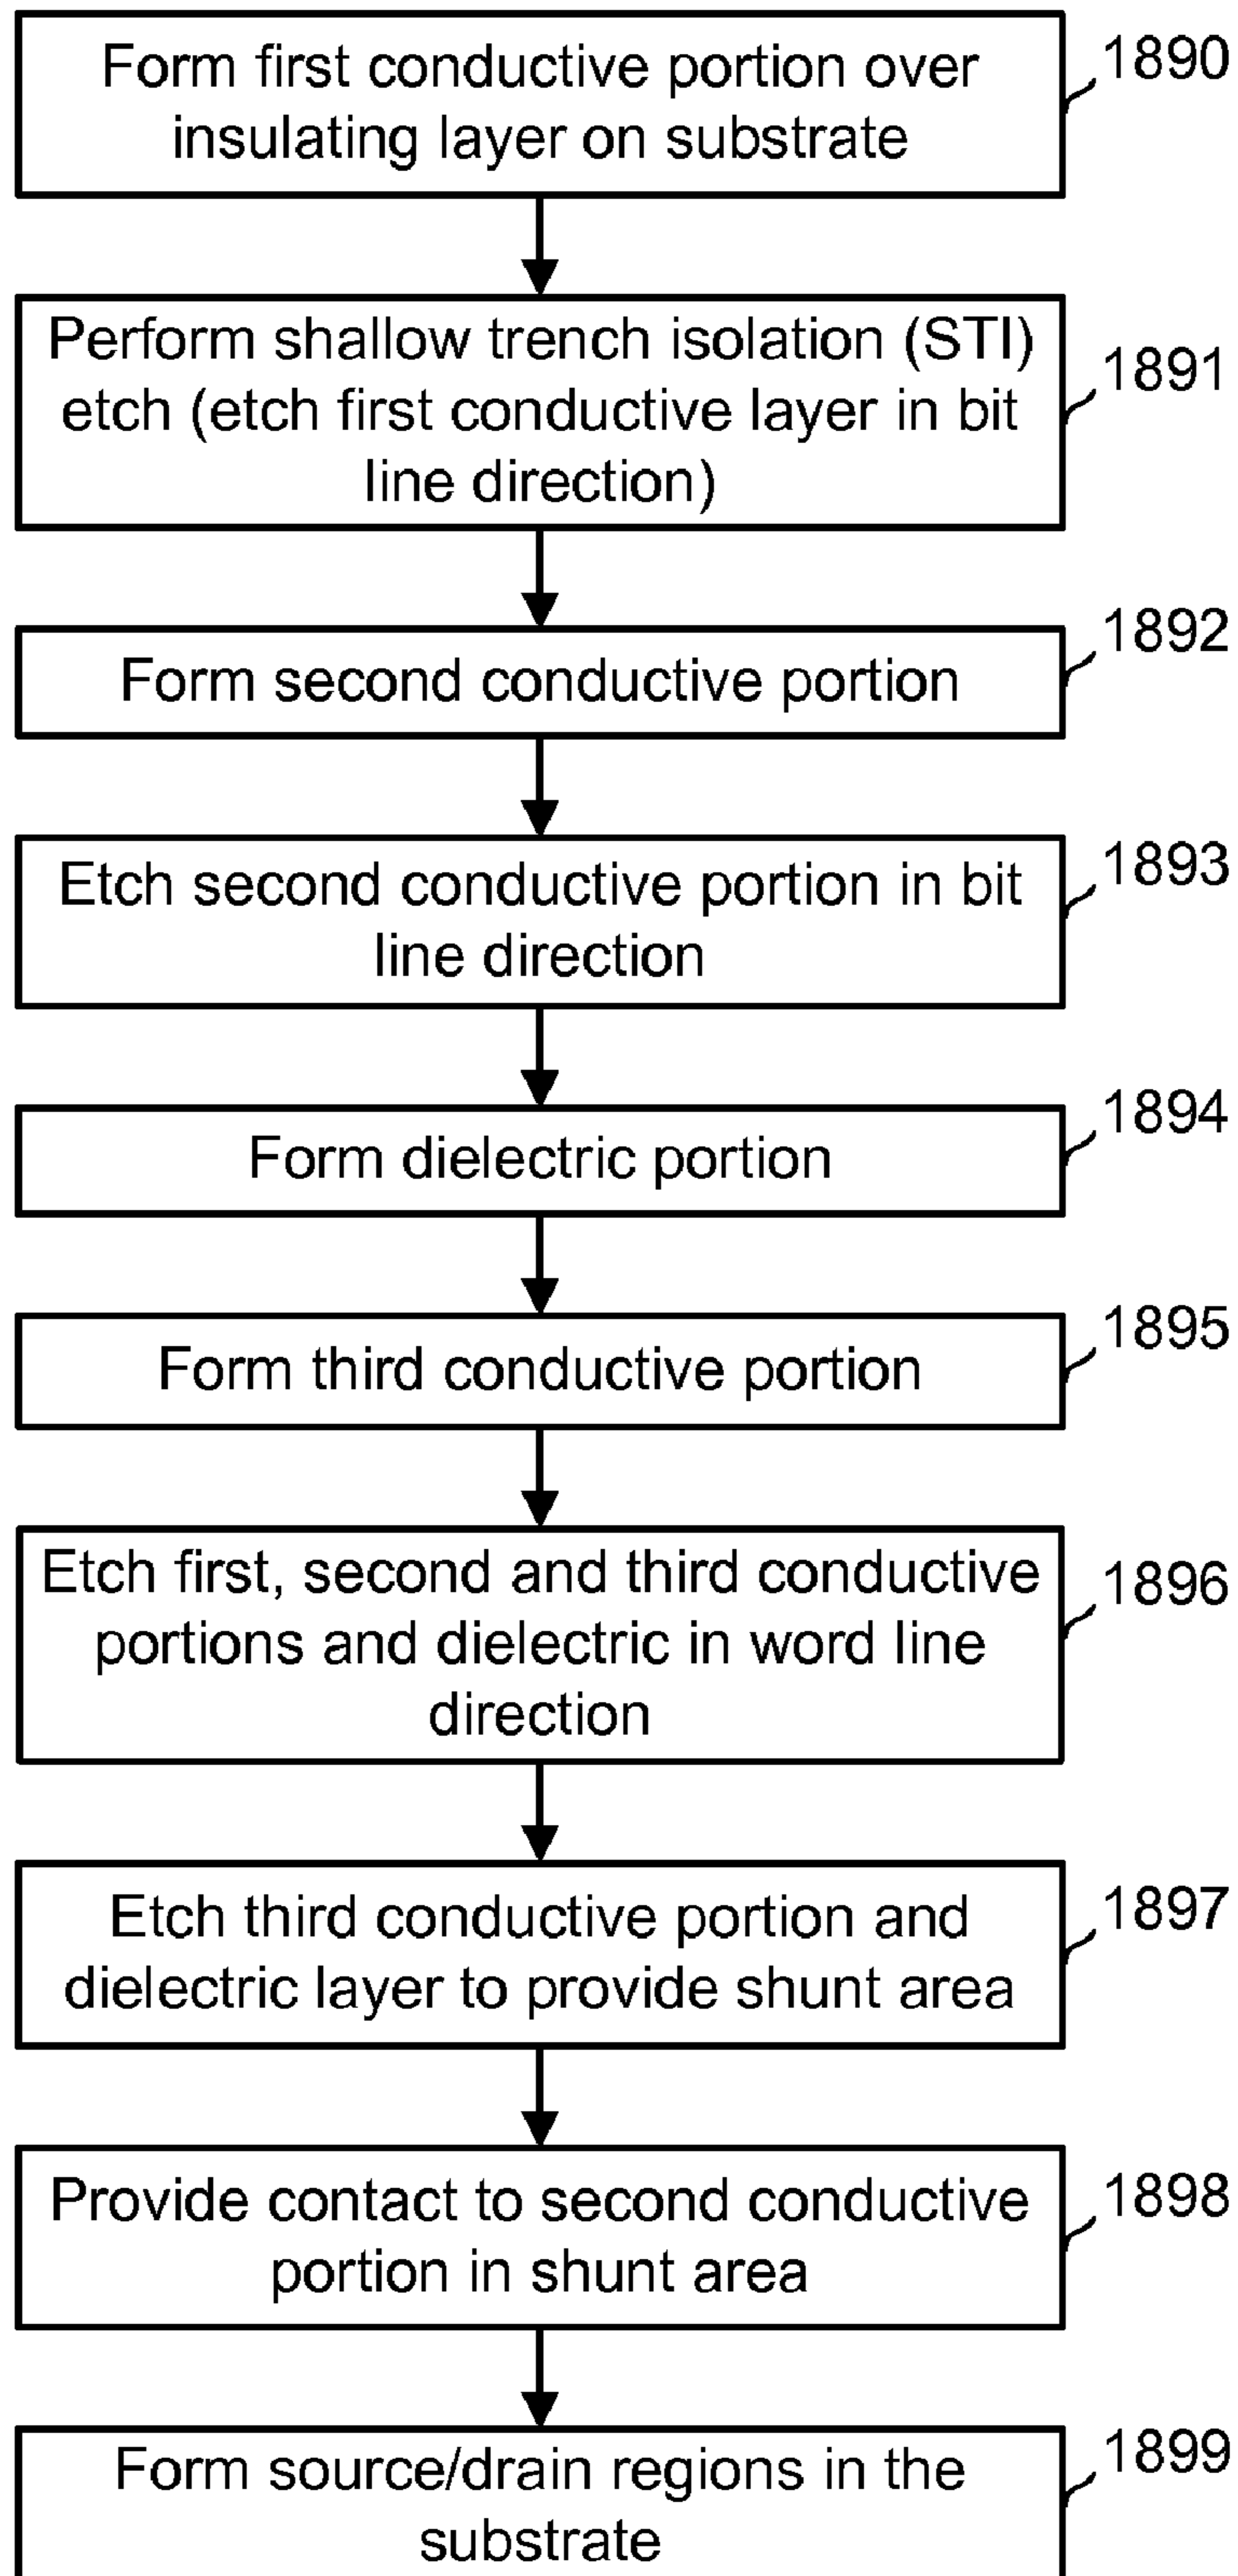 Form first conductive portion over
insulating layer on substrate
1890
Perform shallow trench isolation (STI)
etch (etch first conductive layer in bit
line direction)
1891
Form second conductive portion
1892
Etch second conductive portion in bit
line direction
1893
Form dielectric portion
1894
Form third conductive portion
1895
Etch first, second and third conductive
portions and dielectric in word line
direction
1896
Etch third conductive portion and
dielectric layer to provide shunt area
1897
Provide contact to second conductive
portion in shunt area
1898
Form source/drain regions in the
substrate
1899